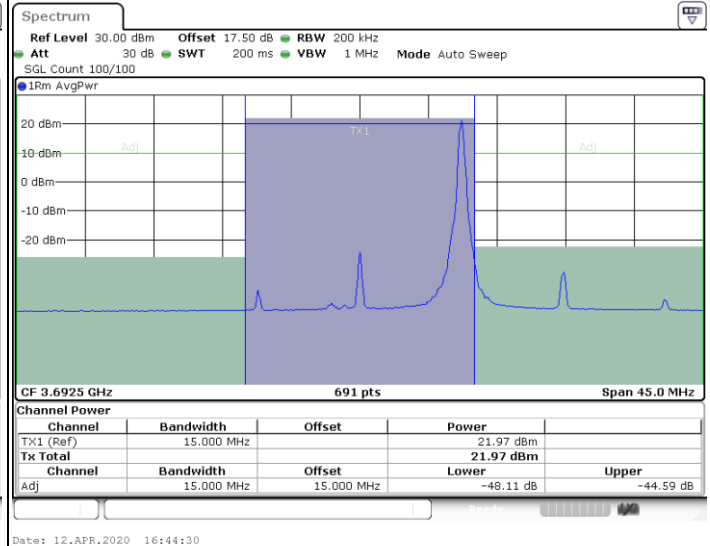 Spectrum
Ref Level 30.00 dBm Offset 17.50 dB RBW 200 kHz
Att 30 dB SWT 200 ms VBW 1 MHz Mode Auto Sweep
SGL Count 100/100
1Rm AvgPwr
20 dBm
TX1
Adj
Adj
10 dBm
0 dBm
-10 dBm
-20 dBm
CF 3.6925 GHz 691 pts Span 45.0 MHz
Channel Power
Channel Bandwidth Offset Power
TX1 (Ref) 15.000 MHz 21.97 dBm
Tx Total 21.97 dBm
Channel Bandwidth Offset Lower Upper
Adj 15.000 MHz 15.000 MHz -48.11 dB -44.59 dB
Ready
Date: 12.APR.2020 16:44:30